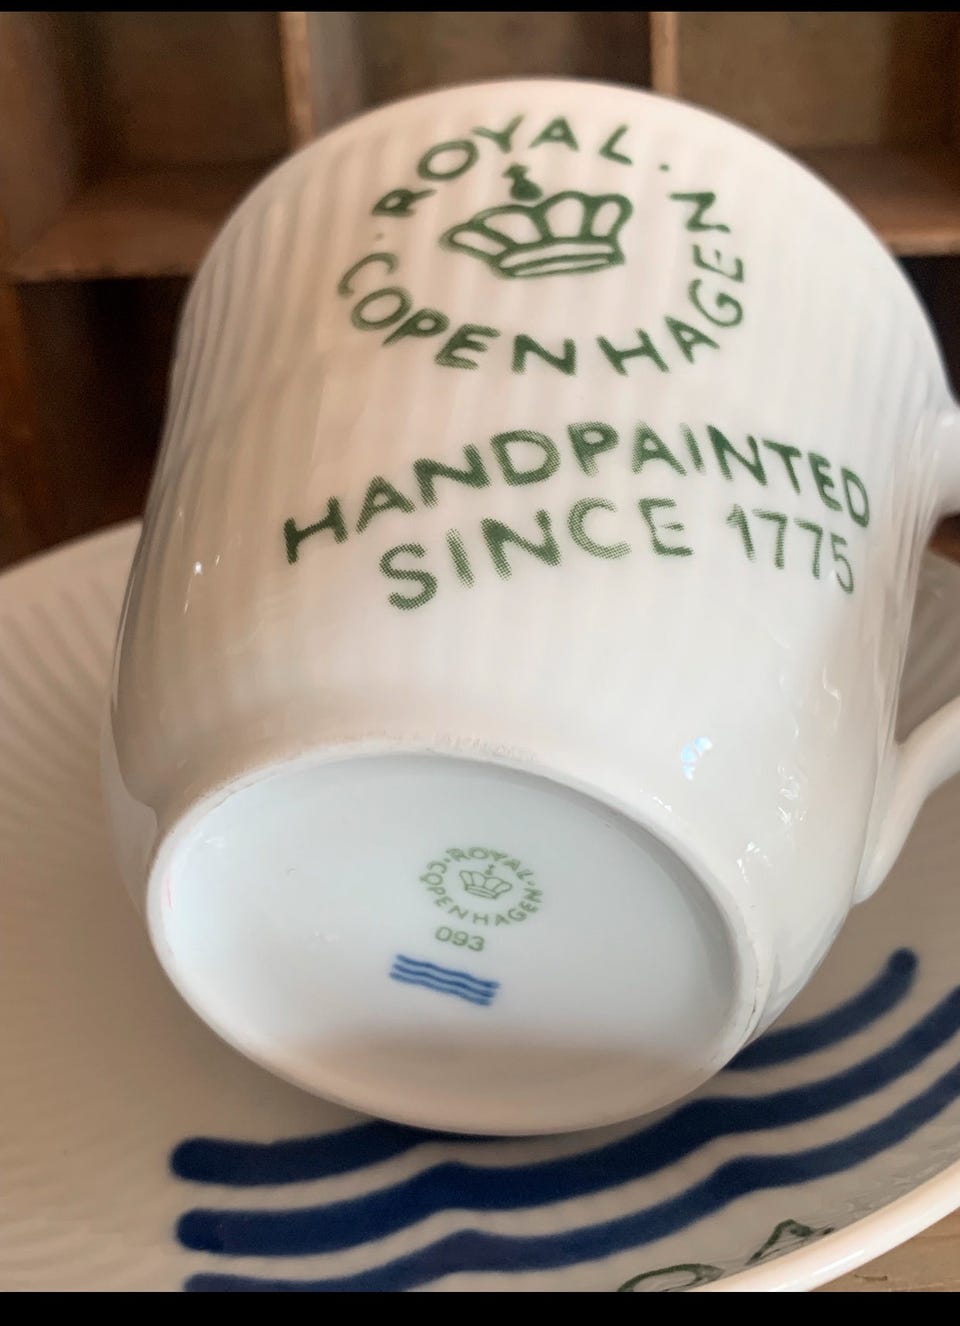 ROYAL
COPENHAGEN
HANDPAINTED
SINCE 1775
ROYAL
COPENHAGEN
093